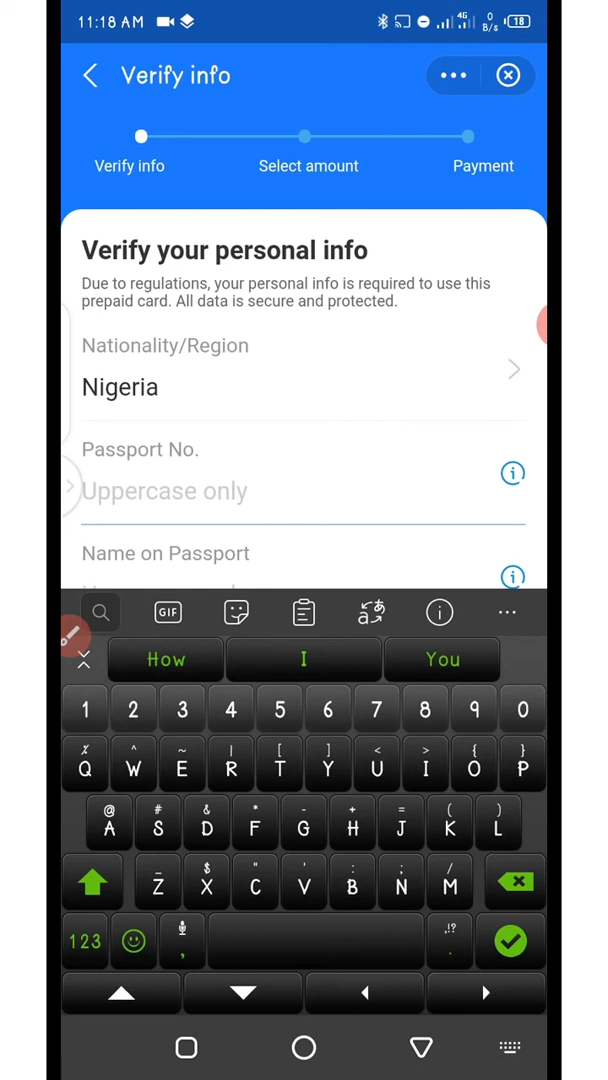 11:18 AM 4G 0 B/s 18
Verify info
Verify info Select amount Payment
Verify your personal info
Due to regulations, your personal info is required to use this
prepaid card. All data is secure and protected.
Nationality/Region
Nigeria
Passport No.
Uppercase only
Name on Passport
GIF
How I You
1 2 3 4 5 6 7 8 9 0
% ^ ~ | [ ] < > { }
Q W E R T Y U I O P
@ # & * - + = ( )
A S D F G H J K L
_ $ " ' : ; /
Z X C V B N M
123 , ,!? .